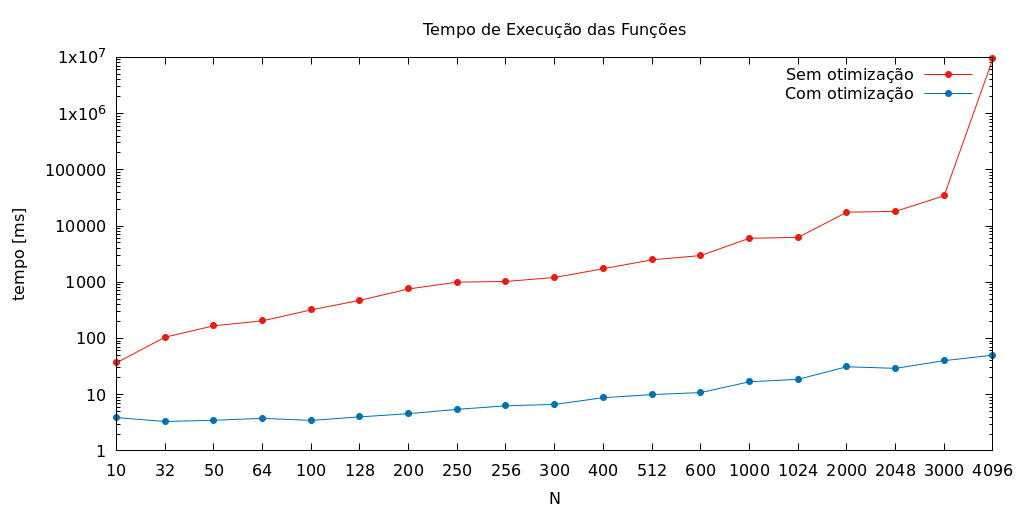 Tempo de Execução das Funções
1x10⁷
1x10⁶
100000
10000
1000
100
10
1
tempo [ms]
Sem otimização
Com otimização
10 32 50 64 100 128 200 250 256 300 400 512 600 1000 1024 2000 2048 3000 4096
N